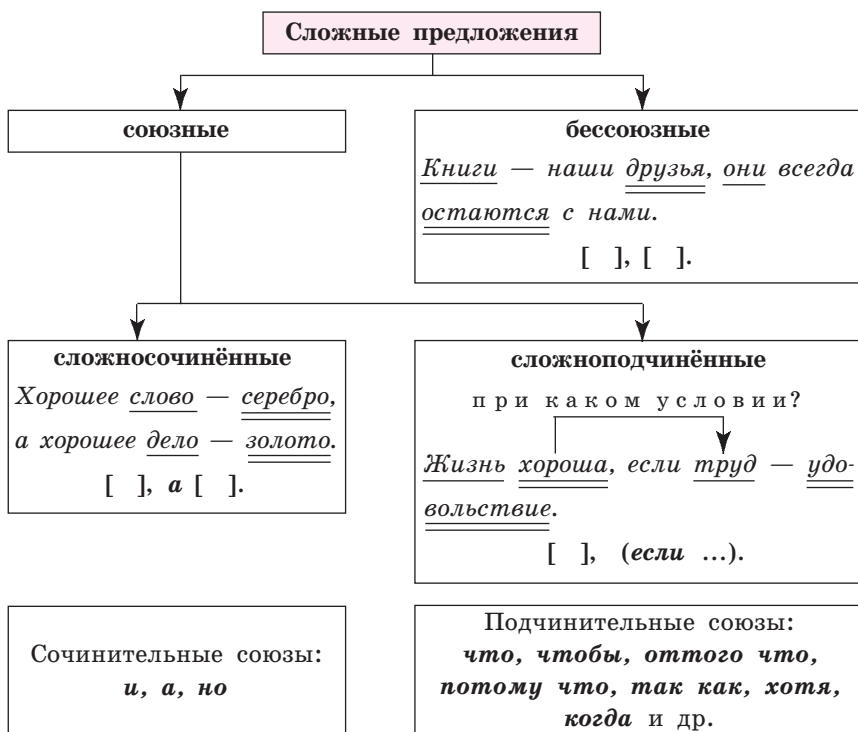 Сложные предложения
союзные
бессоюзные
Книги — наши друзья, они всегда
остаются с нами.
[ ], [ ].
сложносочинённые
Хорошее слово — серебро,
а хорошее дело — золото.
[ ], а [ ].
сложноподчинённые
при каком условии?
Жизнь хороша, если труд — удо-
вольствие.
[ ], (если ...).
Сочинительные союзы:
и, а, но
Подчинительные союзы:
что, чтобы, оттого что,
потому что, так как, хотя,
когда и др.